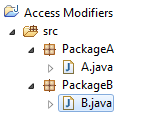 Access Modifiers
src
PackageA
A.java
PackageB
B.java